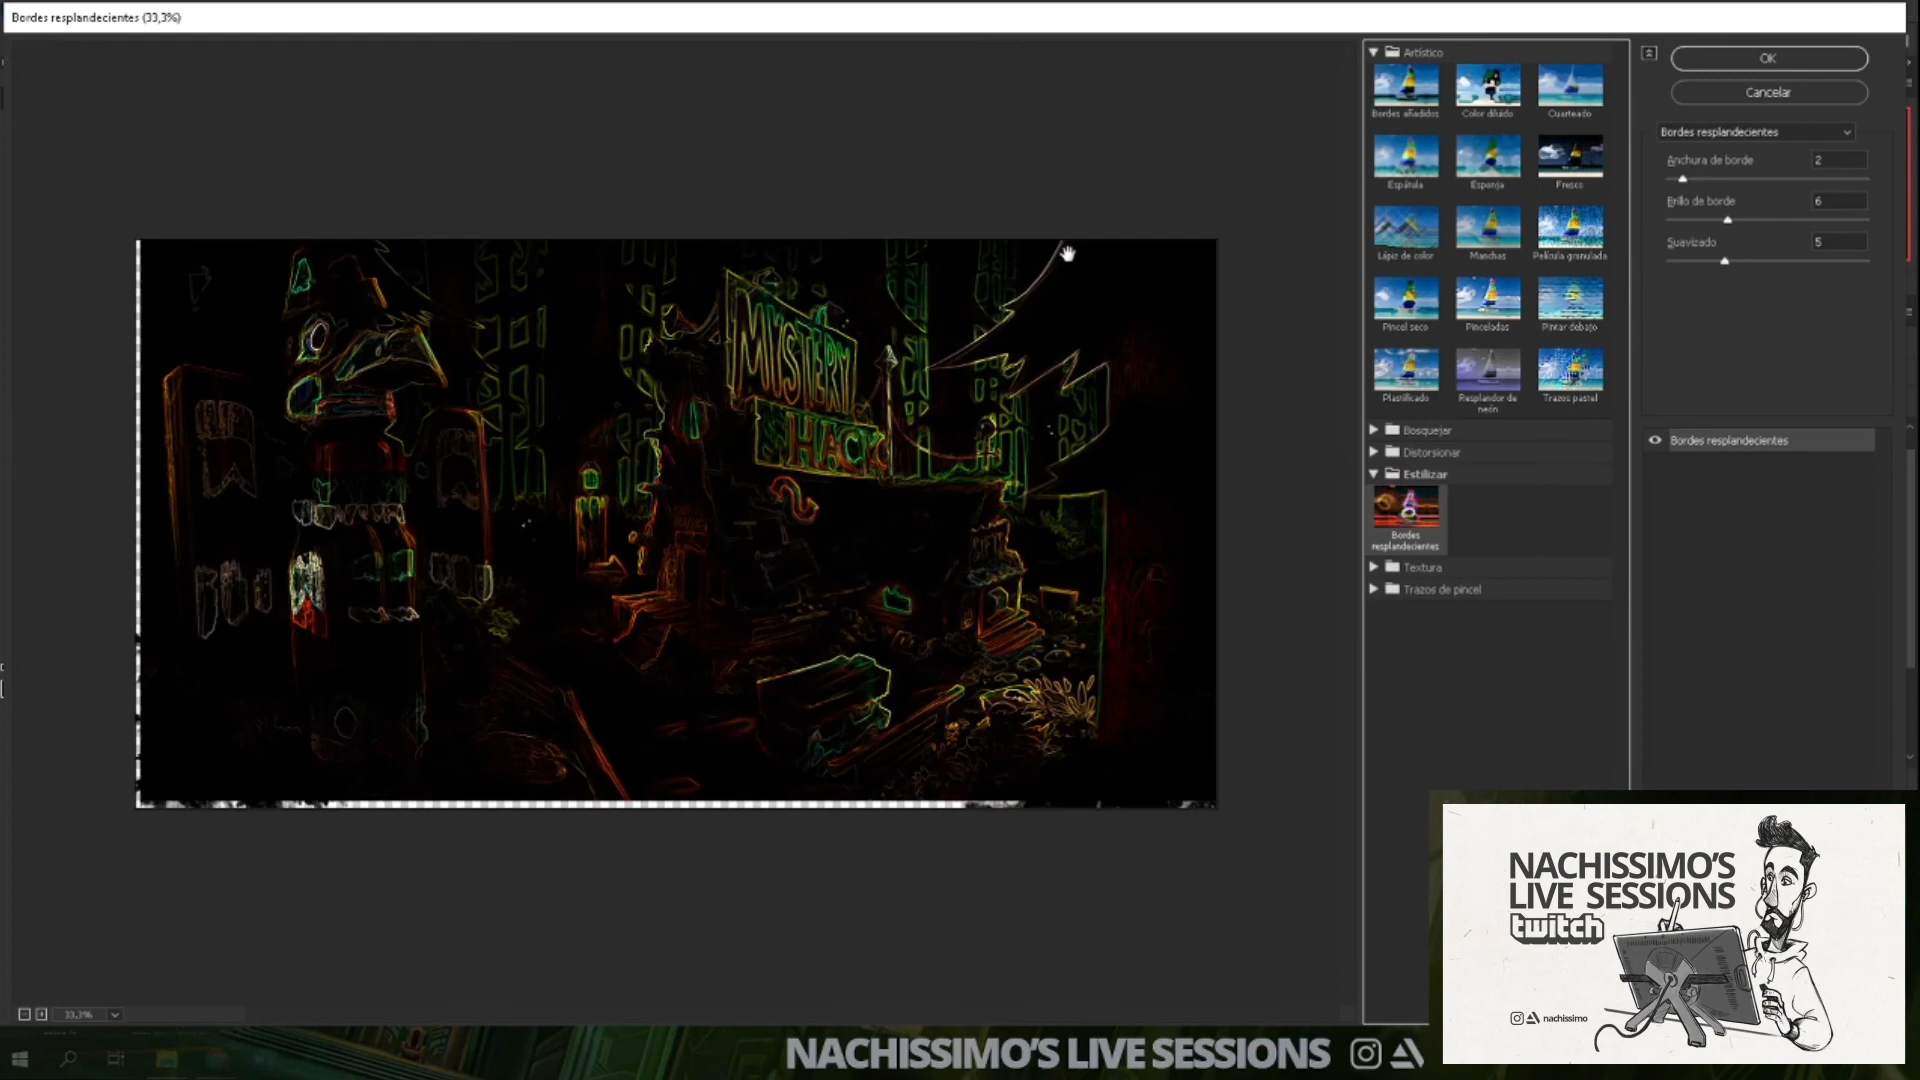 Bordes resplandecientes (33,3%)
MYSTERY
SHACK
Artístico
Bordes añadidos
Color diluido
Cuarteado
Espátula
Esponja
Fresco
Lápiz de color
Manchas
Película granulada
Pincel seco
Pinceladas
Pintar debajo
Plastificado
Resplandor de
neón
Trazos pastel
Bosquejar
Distorsionar
Estilizar
Bordes
resplandecientes
Textura
Trazos de pincel
OK
Cancelar
Bordes resplandecientes
Anchura de borde 2
Brillo de borde 6
Suavizado 5
Bordes resplandecientes
33,3%
NACHISSIMO'S
LIVE SESSIONS
twitch
nachissimo
NACHISSIMO'S LIVE SESSIONS